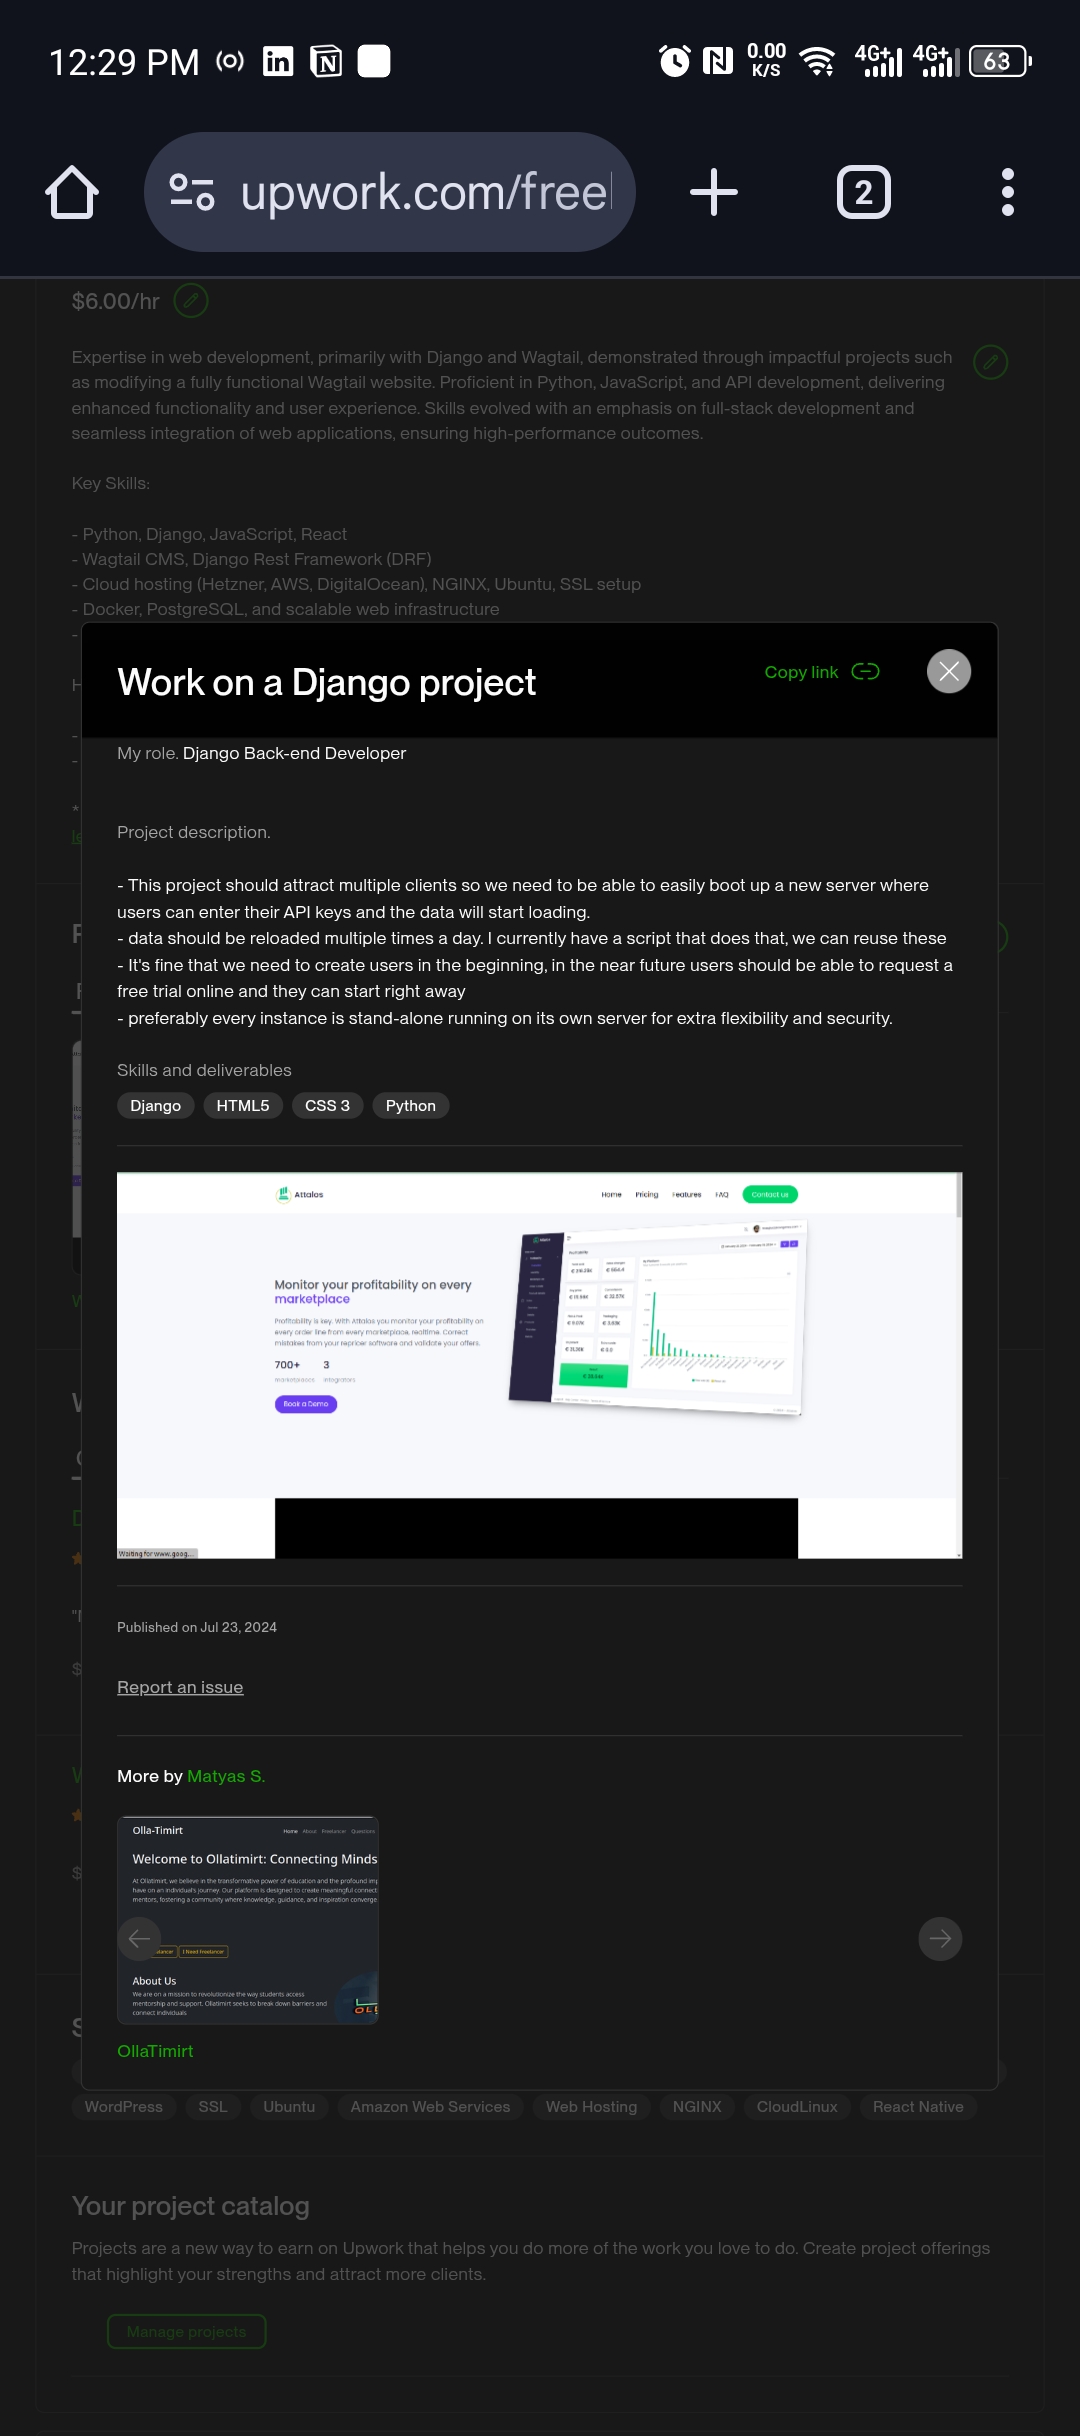 12:29 PM
0.00
K/S
4G+
4G+
63
upwork.com/free
2
$6.00/hr
Expertise in web development, primarily with Django and Wagtail, demonstrated through impactful projects such
as modifying a fully functional Wagtail website. Proficient in Python, JavaScript, and API development, delivering
enhanced functionality and user experience. Skills evolved with an emphasis on full-stack development and
seamless integration of web applications, ensuring high-performance outcomes.
Key Skills:
- Python, Django, JavaScript, React
- Wagtail CMS, Django Rest Framework (DRF)
- Cloud hosting (Hetzner, AWS, DigitalOcean), NGINX, Ubuntu, SSL setup
- Docker, PostgreSQL, and scalable web infrastructure
Work on a Django project
Copy link
My role. Django Back-end Developer
Project description.
- This project should attract multiple clients so we need to be able to easily boot up a new server where
users can enter their API keys and the data will start loading.
- data should be reloaded multiple times a day. I currently have a script that does that, we can reuse these
- It's fine that we need to create users in the beginning, in the near future users should be able to request a
free trial online and they can start right away
- preferably every instance is stand-alone running on its own server for extra flexibility and security.
Skills and deliverables
Django HTML5 CSS 3 Python
Attalos
Home Pricing Features FAQ Contact us
Monitor your profitability on every
marketplace
Profitability is key. With Attalos you monitor your profitability on
every order line from every marketplace, realtime. Correct
mistakes from your repricer software and validate your offers.
700+ 3
marketplaces integrators
Book a Demo
Waiting for www.goog...
Published on Jul 23, 2024
Report an issue
More by Matyas S.
Olla-Timirt
Home About Freelancer Questions
Welcome to Ollatimirt: Connecting Minds
At Ollatimirt, we believe in the transformative power of education and the profound
have on an individual's journey. Our platform is designed to create meaningful connect
mentors, fostering a community where knowledge, guidance, and inspiration converge
I Need Freelancer
About Us
We are on a mission to revolutionize the way students access
mentorship and support. Ollatimirt seeks to break down barriers and
connect individuals
OllaTimirt
WordPress SSL Ubuntu Amazon Web Services Web Hosting NGINX CloudLinux React Native
Your project catalog
Projects are a new way to earn on Upwork that helps you do more of the work you love to do. Create project offerings
that highlight your strengths and attract more clients.
Manage projects